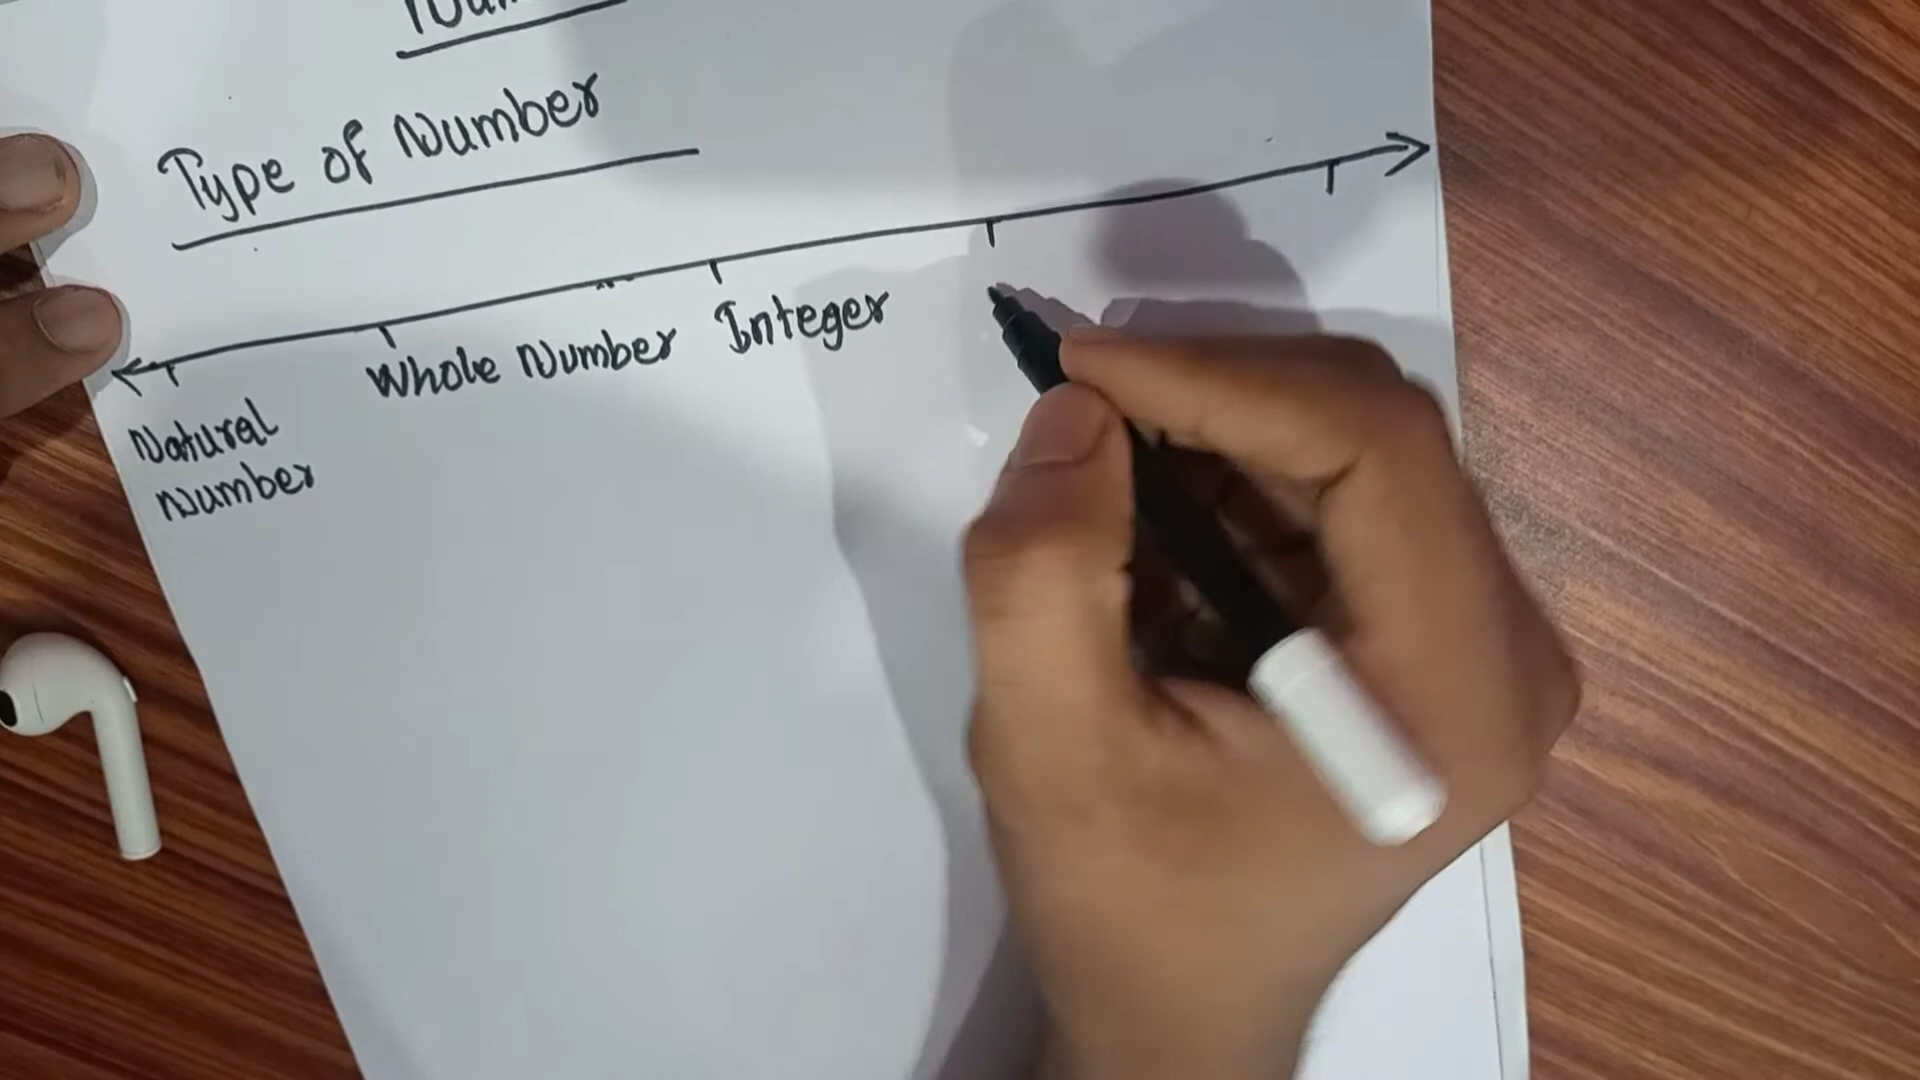 Type of Number
Natural
Number
Whole Number
Integer